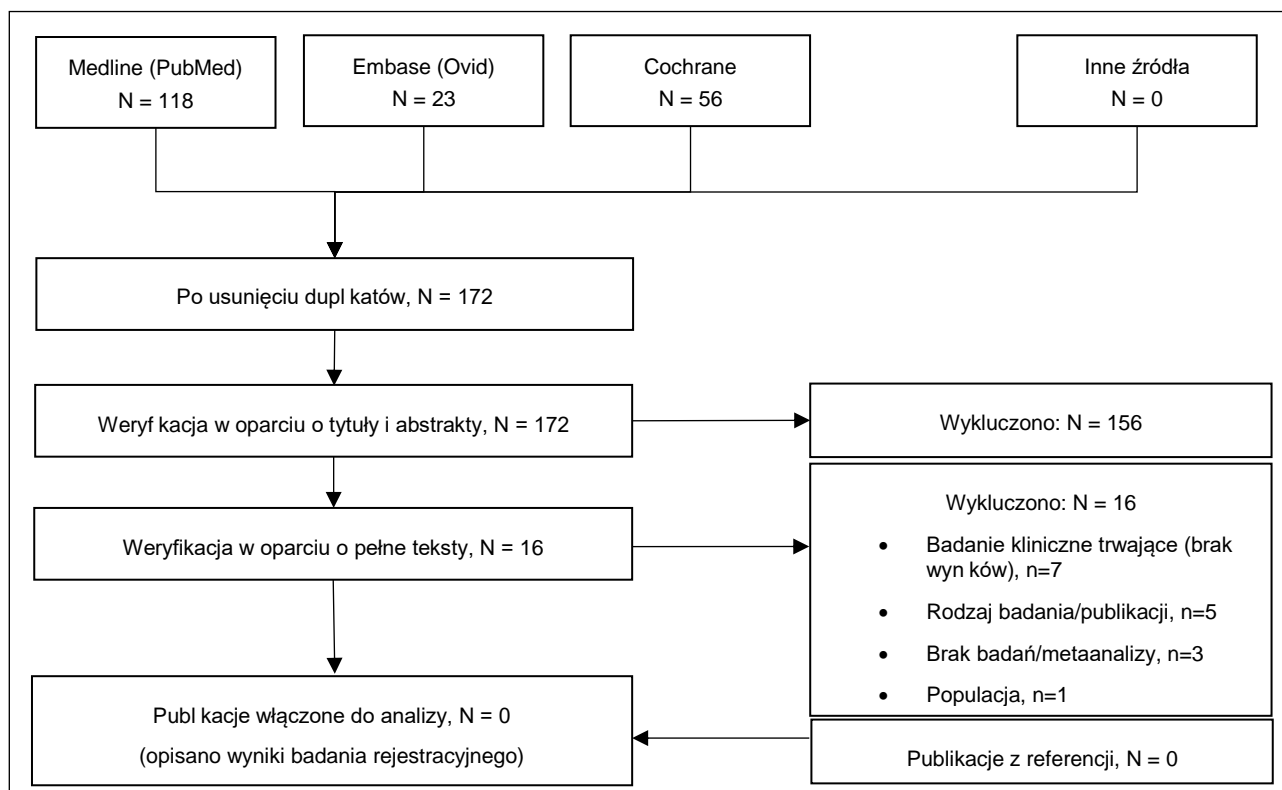 Medline (PubMed)
N = 118
Embase (Ovid)
N = 23
Cochrane
N = 56
Inne źródła
N = 0
Po usunięciu dupl katów, N = 172
Weryf kacja w oparciu o tytuły i abstrakty, N = 172
Wykluczono: N = 156
Weryfikacja w oparciu o pełne teksty, N = 16
Wykluczono: N = 16
• Badanie kliniczne trwające (brak
wyn ków), n=7
• Rodzaj badania/publikacji, n=5
• Brak badań/metaanalizy, n=3
• Populacja, n=1
Publ kacje włączone do analizy, N = 0
(opisano wyniki badania rejestracyjnego)
Publikacje z referencji, N = 0